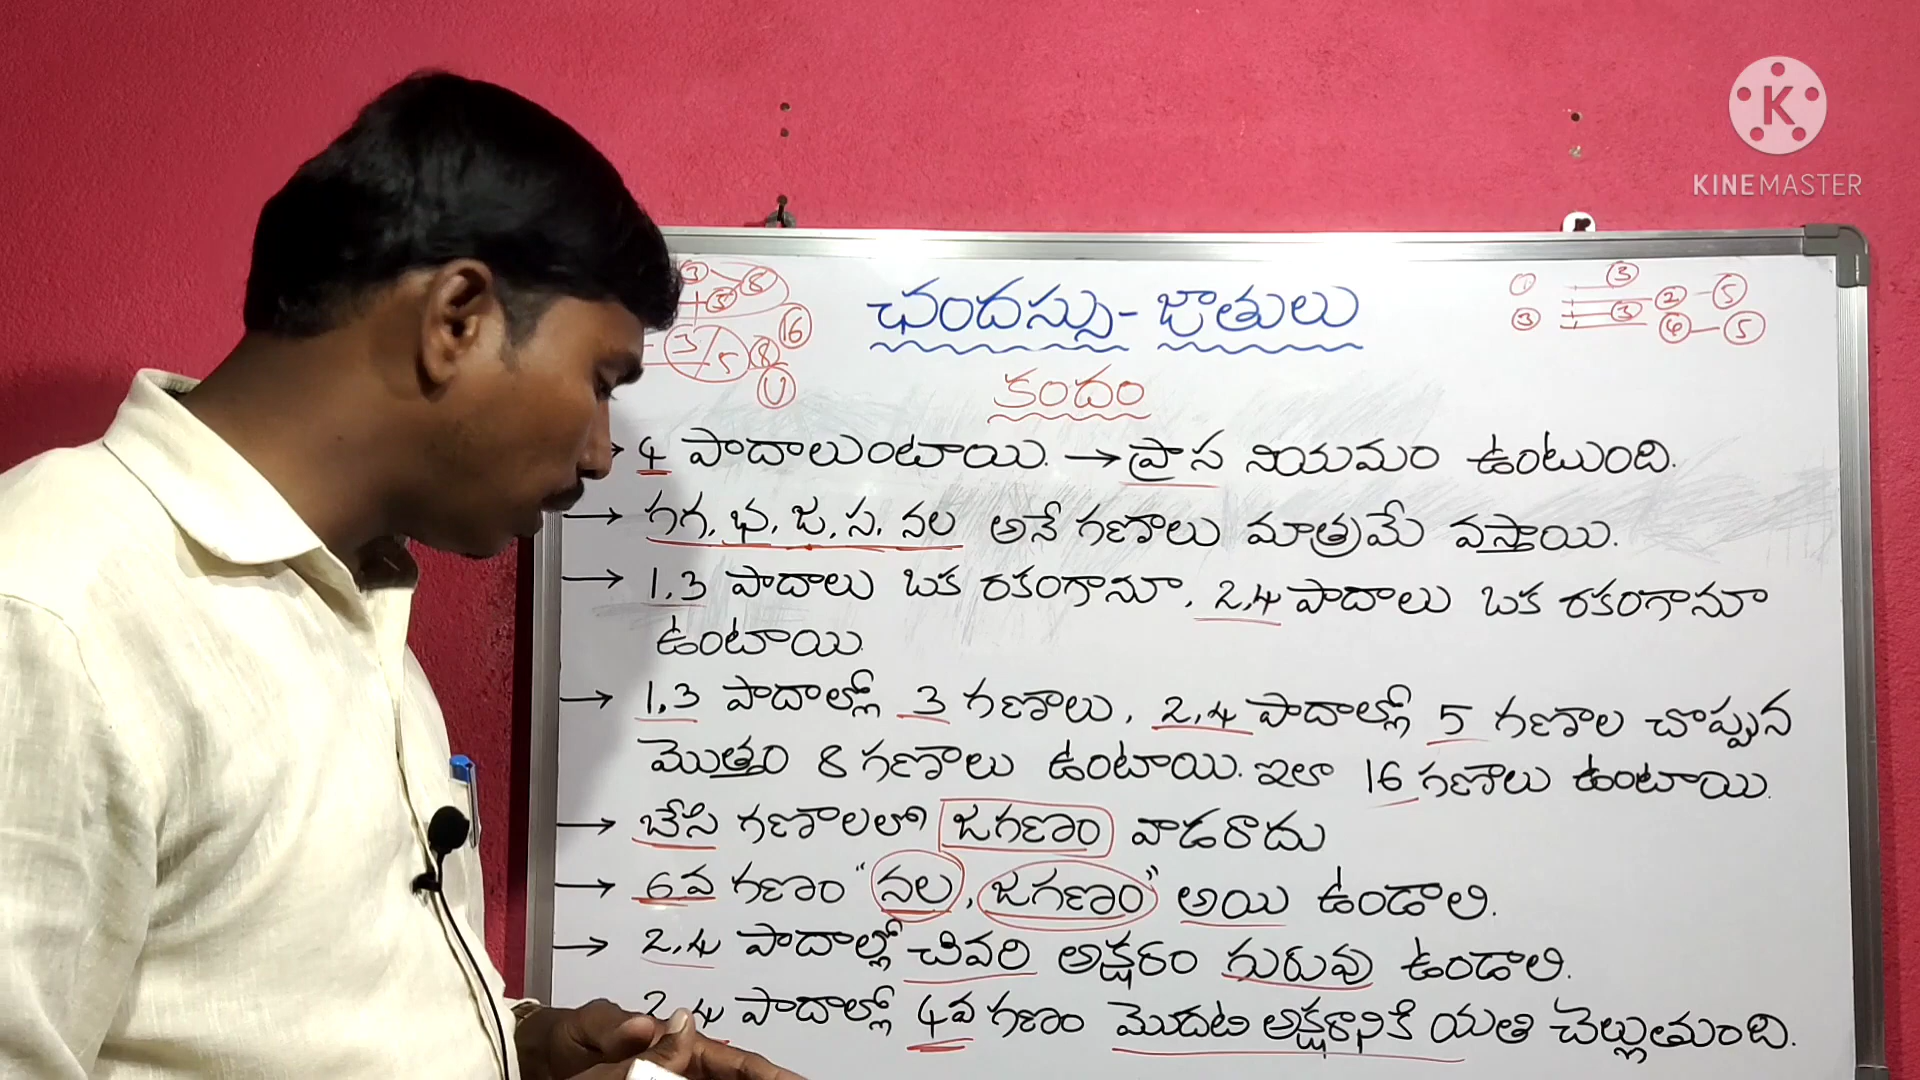 KINEMASTER
ఛందస్సు - జాతులు
కందం
4 పాదాలుంటాయి. → ప్రాస నియమం ఉంటుంది.
→ గగ, భ, జ, స, నల అనే గణాలు మాత్రమే వస్తాయి.
→ 1,3 పాదాలు ఒక రకంగానూ, 2,4 పాదాలు ఒక రకంగానూ
ఉంటాయి.
→ 1,3 పాదాల్లో 3 గణాలు, 2,4 పాదాల్లో 5 గణాల చొప్పున
మొత్తం 8 గణాలు ఉంటాయి. ఇలా 16 గణాలు ఉంటాయి.
→ బేసి గణాలలో జగణం వాడరాదు
→ 6వ గణం "నల, జగణం" అయి ఉండాలి.
→ 2,4 పాదాల్లో చివరి అక్షరం గురువు ఉండాలి.
2,4 పాదాల్లో 4వ గణం మొదటి అక్షరానికి యతి చెల్లుతుంది.